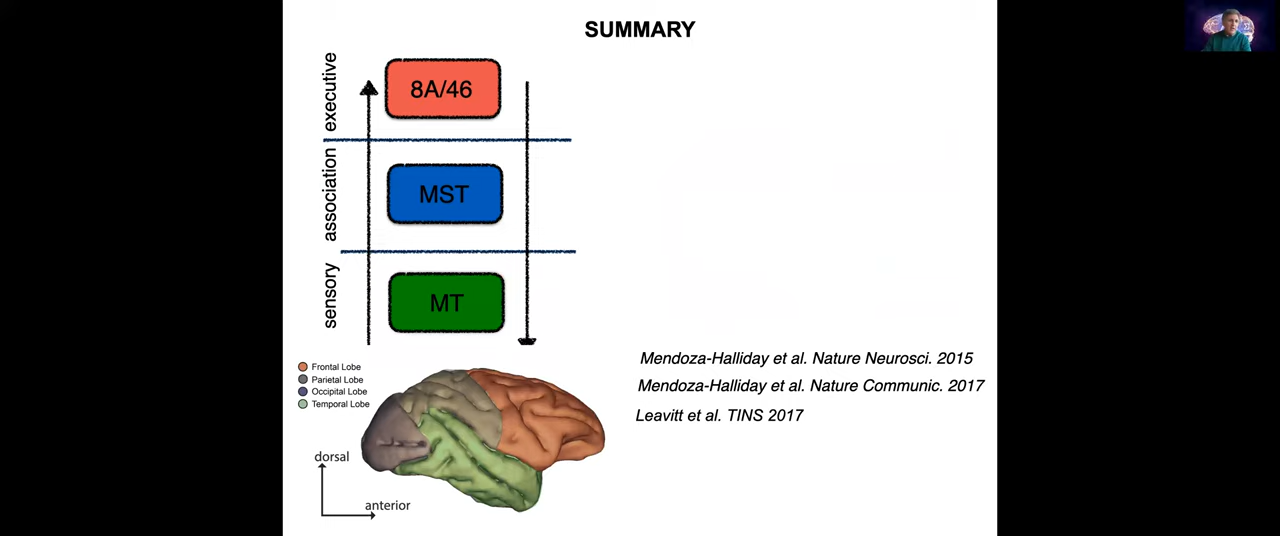 SUMMARY
executive
8A/46
association
MST
sensory
MT
Mendoza-Halliday et al. Nature Neurosci. 2015
Mendoza-Halliday et al. Nature Communic. 2017
Leavitt et al. TINS 2017
Frontal Lobe
Parietal Lobe
Occipital Lobe
Temporal Lobe
dorsal
anterior